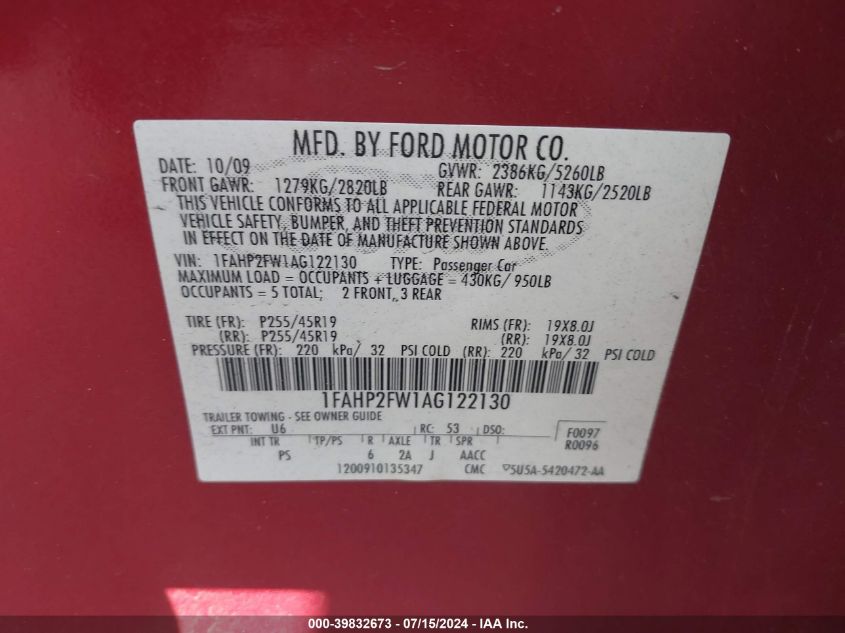 MFD. BY FORD MOTOR CO.
DATE: 10/09 GVWR: 2386KG/5260LB
FRONT GAWR: 1279KG/2820LB REAR GAWR: 1143KG/2520LB
THIS VEHICLE CONFORMS TO ALL APPLICABLE FEDERAL MOTOR
VEHICLE SAFETY, BUMPER, AND THEFT PREVENTION STANDARDS
IN EFFECT ON THE DATE OF MANUFACTURE SHOWN ABOVE.
VIN: 1FAHP2FW1AG122130 TYPE: Passenger Car
MAXIMUM LOAD = OCCUPANTS + LUGGAGE = 430KG/ 950LB
OCCUPANTS = 5 TOTAL; 2 FRONT, 3 REAR
TIRE (FR): P255/45R19 RIMS (FR): 19X8.0J
(RR): P255/45R19 (RR): 19X8.0J
PRESSURE (FR): 220 kPa/ 32 PSI COLD (RR): 220 kPa/ 32 PSI COLD
1FAHP2FW1AG122130
TRAILER TOWING - SEE OWNER GUIDE
EXT PNT: U6 RC: 53 DSO: F0097
INT TR TP/PS R AXLE TR SPR R0096
PS 6 2A J AACC
1200910135347 CMC 5U5A-5420472-AA
000-39832673 - 07/15/2024 - IAA Inc.